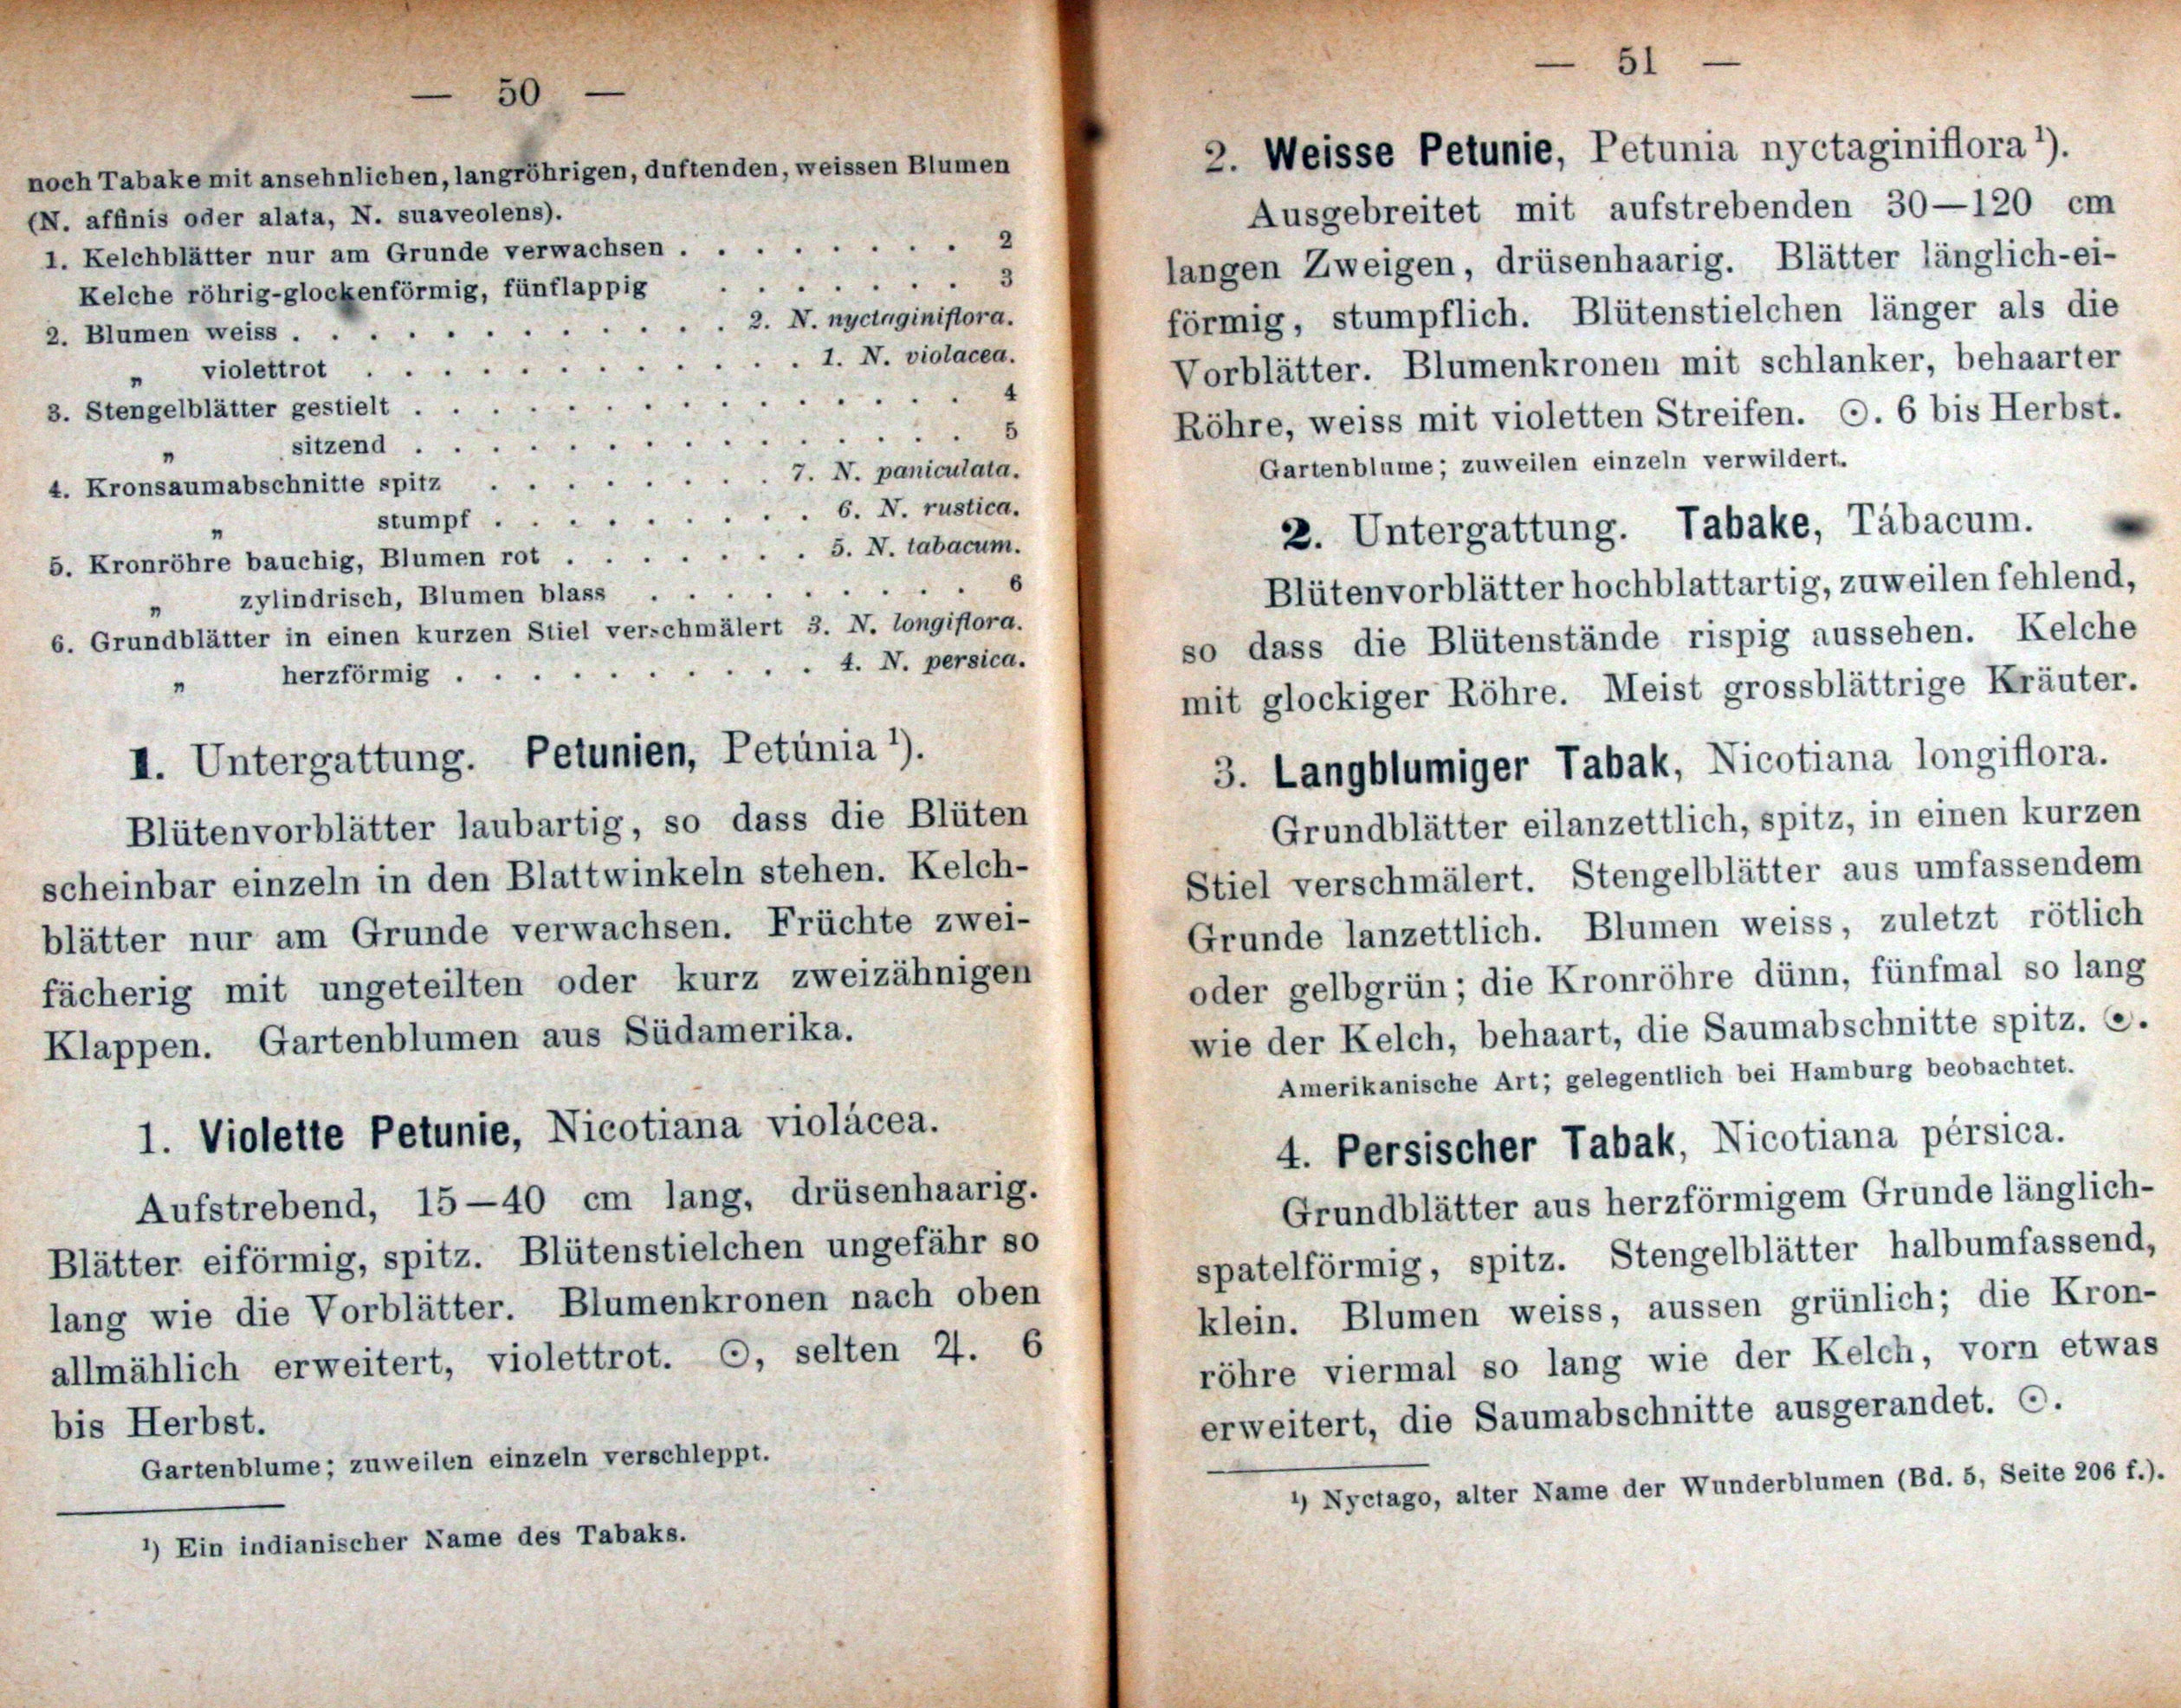 — 50 —
noch Tabake mit ansehnlichen, langröhrigen, duftenden, weissen Blumen
(N. affinis oder alata, N. suaveolens).
1. Kelchblätter nur am Grunde verwachsen . . . . . . . . 2
Kelche röhrig-glockenförmig, fünflappig . . . . . . . 3
2. Blumen weiss . . . . . . . . . . . . 2. N. nyctaginiflora.
„ violettrot . . . . . . . . . . . . 1. N. violacea.
3. Stengelblätter gestielt . . . . . . . . . . . . . . . 4
„ sitzend . . . . . . . . . . . . . . . 5
4. Kronsaumabschnitte spitz . . . . . . . . 7. N. paniculata.
„ stumpf . . . . . . . . . 6. N. rustica.
5. Kronröhre bauchig, Blumen rot . . . . . . . 5. N. tabacum.
„ zylindrisch, Blumen blass . . . . . . . . . 6
6. Grundblätter in einen kurzen Stiel verschmälert 3. N. longiflora.
„ herzförmig . . . . . . . . . . 4. N. persica.
I. Untergattung. Petunien, Petúnia ¹).
Blütenvorblätter laubartig, so dass die Blüten
scheinbar einzeln in den Blattwinkeln stehen. Kelch-
blätter nur am Grunde verwachsen. Früchte zwei-
fächerig mit ungeteilten oder kurz zweizähnigen
Klappen. Gartenblumen aus Südamerika.
1. Violette Petunie, Nicotiana violácea.
Aufstrebend, 15—40 cm lang, drüsenhaarig.
Blätter eiförmig, spitz. Blütenstielchen ungefähr so
lang wie die Vorblätter. Blumenkronen nach oben
allmählich erweitert, violettrot. ⊙, selten ♃. 6
bis Herbst.
Gartenblume; zuweilen einzeln verschleppt.
¹) Ein indianischer Name des Tabaks.
— 51 —
2. Weisse Petunie, Petunia nyctaginiflora ¹).
Ausgebreitet mit aufstrebenden 30—120 cm
langen Zweigen, drüsenhaarig. Blätter länglich-ei-
förmig, stumpflich. Blütenstielchen länger als die
Vorblätter. Blumenkronen mit schlanker, behaarter
Röhre, weiss mit violetten Streifen. ⊙. 6 bis Herbst.
Gartenblume; zuweilen einzeln verwildert.
2. Untergattung. Tabake, Tábacum.
Blütenvorblätter hochblattartig, zuweilen fehlend,
so dass die Blütenstände rispig aussehen. Kelche
mit glockiger Röhre. Meist grossblättrige Kräuter.
3. Langblumiger Tabak, Nicotiana longiflora.
Grundblätter eilanzettlich, spitz, in einen kurzen
Stiel verschmälert. Stengelblätter aus umfassendem
Grunde lanzettlich. Blumen weiss, zuletzt rötlich
oder gelbgrün; die Kronröhre dünn, fünfmal so lang
wie der Kelch, behaart, die Saumabschnitte spitz. ⊙.
Amerikanische Art; gelegentlich bei Hamburg beobachtet.
4. Persischer Tabak, Nicotiana pérsica.
Grundblätter aus herzförmigem Grunde länglich-
spatelförmig, spitz. Stengelblätter halbumfassend,
klein. Blumen weiss, aussen grünlich; die Kron-
röhre viermal so lang wie der Kelch, vorn etwas
erweitert, die Saumabschnitte ausgerandet. ⊙.
¹) Nyctago, alter Name der Wunderblumen (Bd. 5, Seite 206 f.).